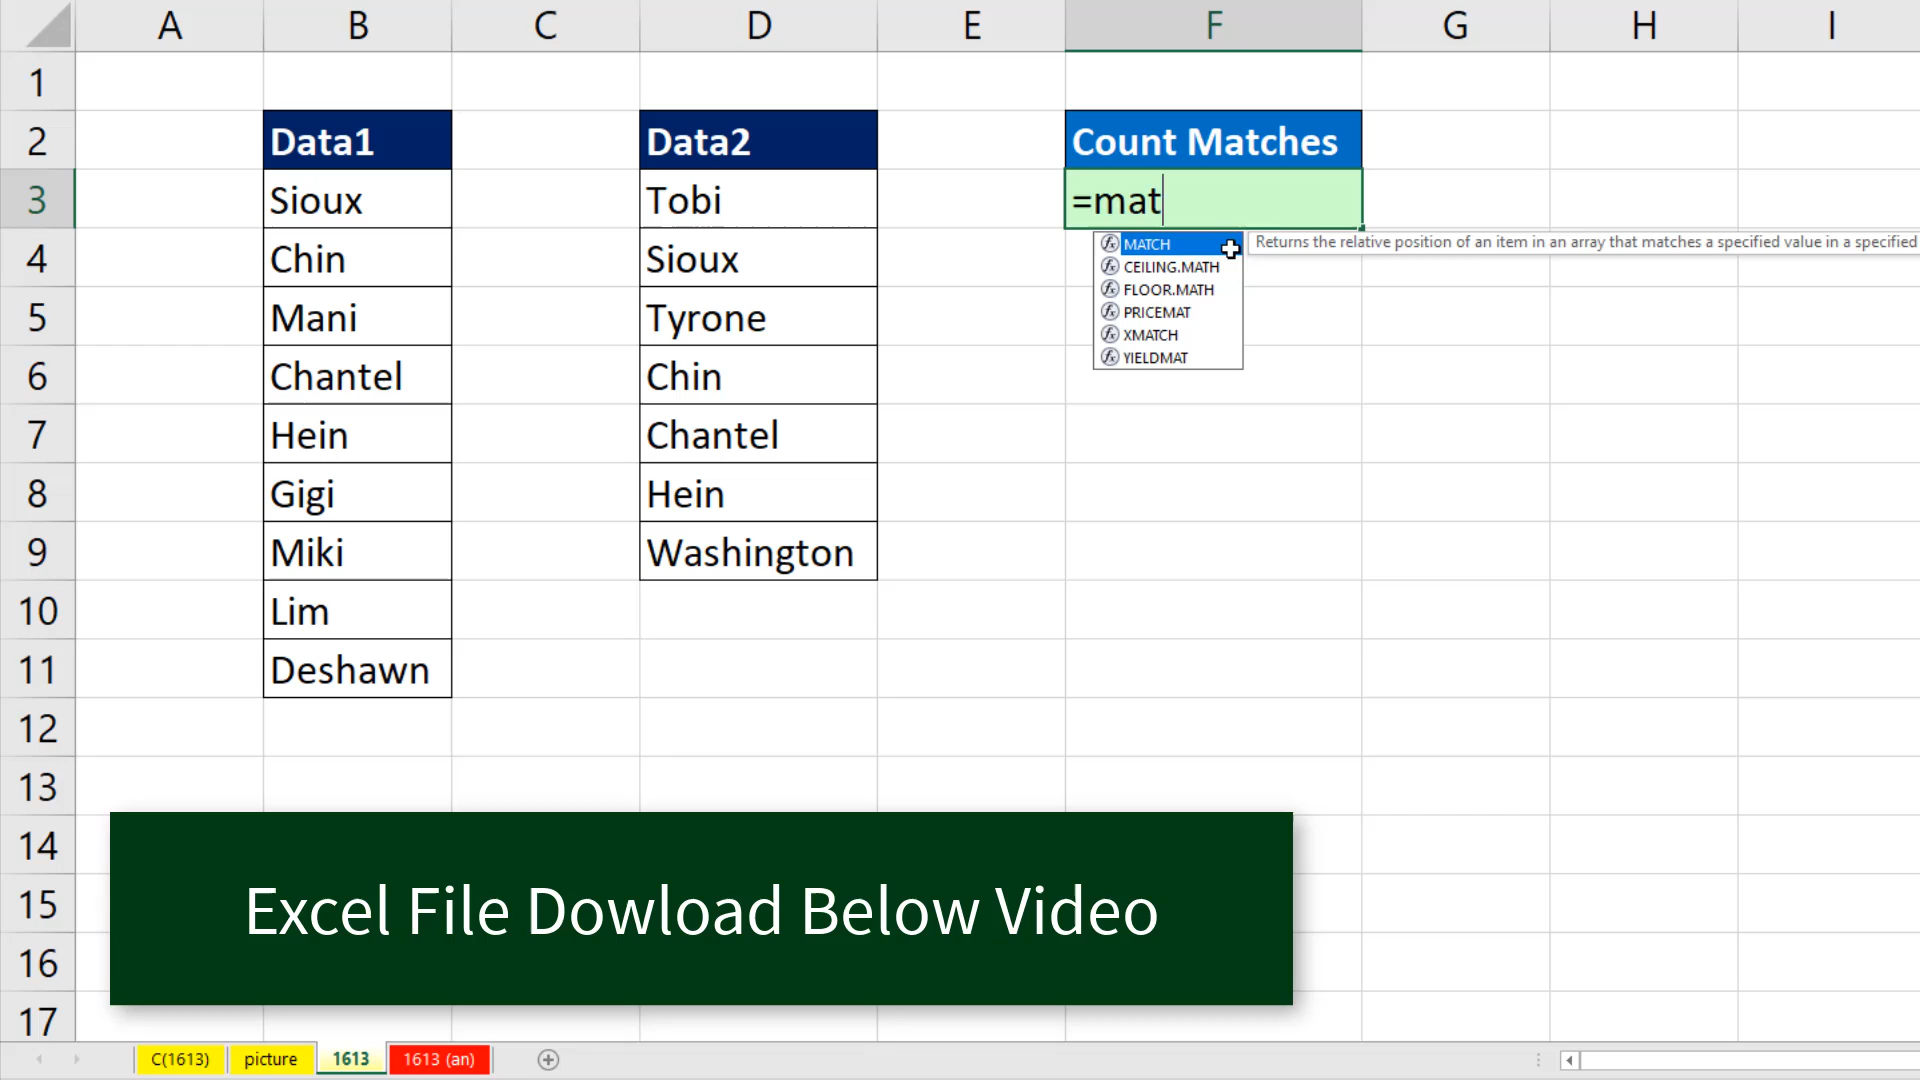 A B C D E F G H I
1
2 Data1 Data2 Count Matches
3 Sioux Tobi =mat
MATCH Returns the relative position of an item in an array that matches a specified value in a specified
4 Chin Sioux
CEILING.MATH
FLOOR.MATH
5 Mani Tyrone
PRICEMAT
XMATCH
YIELDMAT
6 Chantel Chin
7 Hein Chantel
8 Gigi Hein
9 Miki Washington
10 Lim
11 Deshawn
12
13
14
15
Excel File Dowload Below Video
16
17
C(1613) picture 1613 1613 (an)